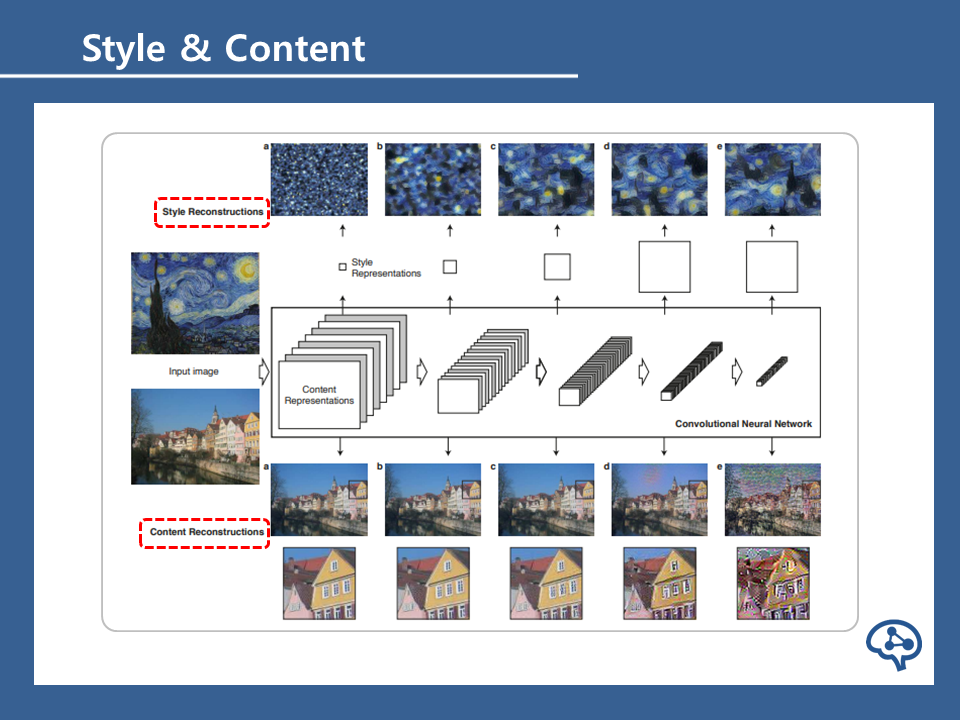 Style & Content
a b c d e
Style Reconstructions
Style
Representations
Input image
Content
Representations
Convolutional Neural Network
a b c d e
Content Reconstructions